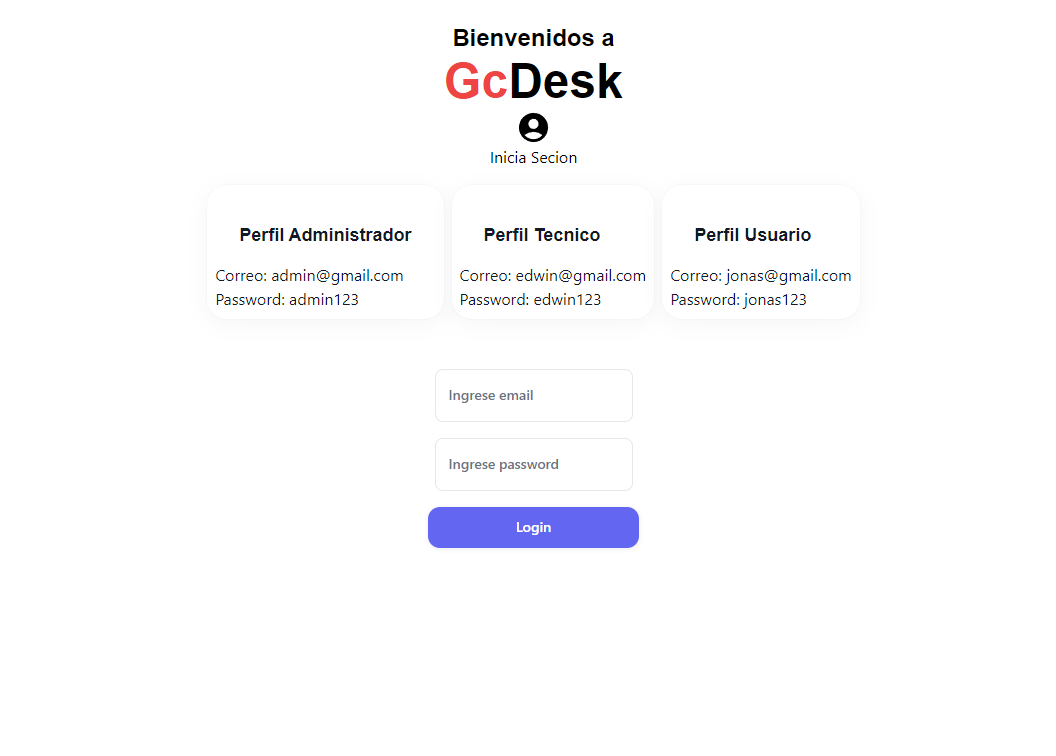 Bienvenidos a
GcDesk
Inicia Secion
Perfil Administrador
Correo: admin@gmail.com
Password: admin123
Perfil Tecnico
Correo: edwin@gmail.com
Password: edwin123
Perfil Usuario
Correo: jonas@gmail.com
Password: jonas123
Ingrese email
Ingrese password
Login